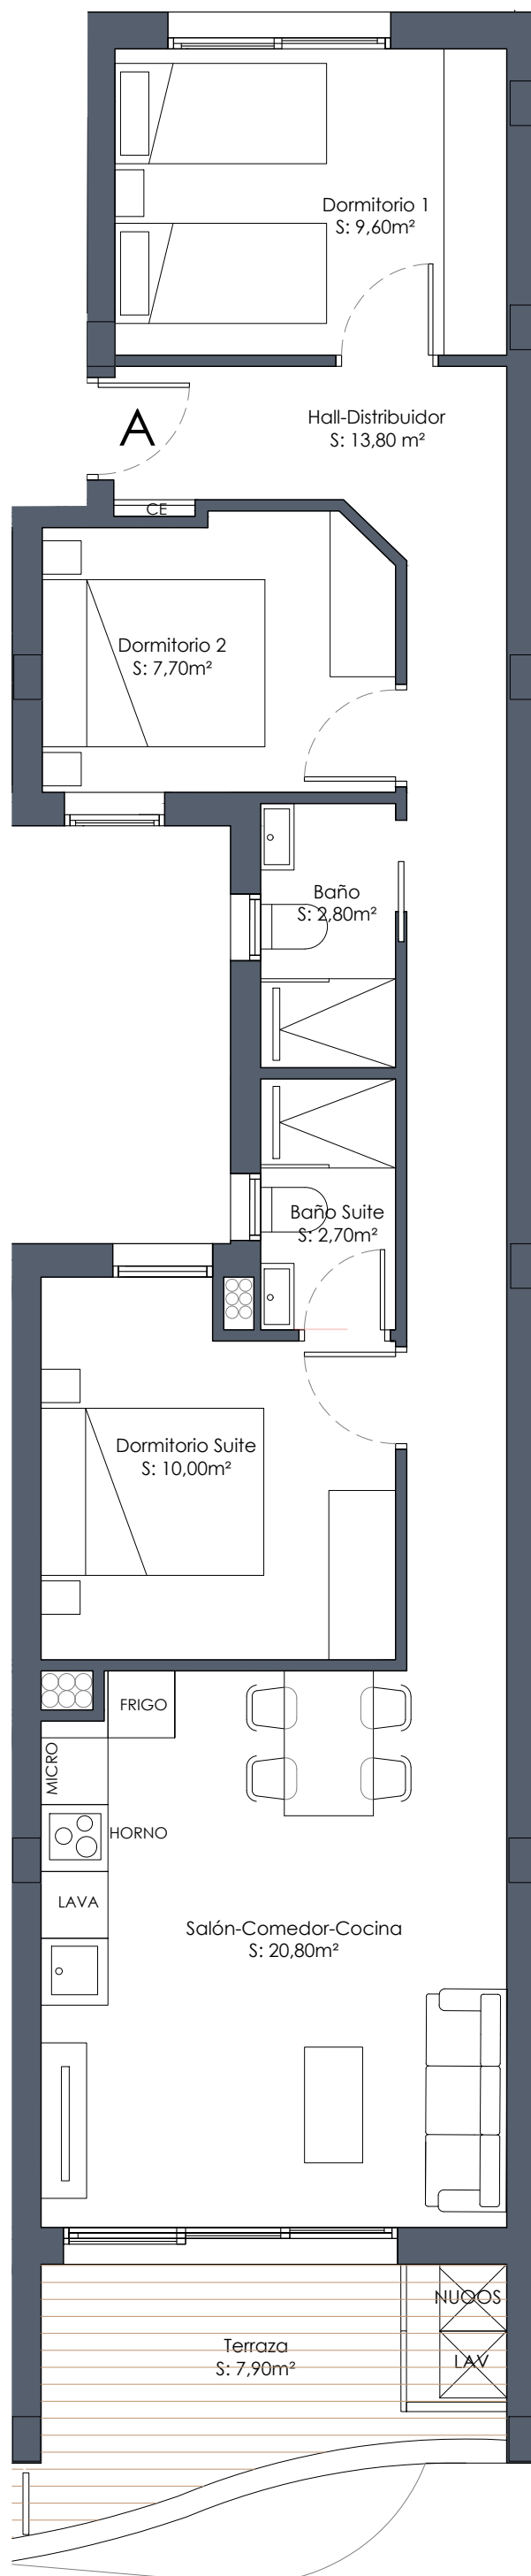 Dormitorio 1
S: 9,60m²
Hall-Distribuidor
S: 13,80 m²
A
CE
Dormitorio 2
S: 7,70m²
Baño
S: 2,80m²
Baño Suite
S: 2,70m²
Dormitorio Suite
S: 10,00m²
FRIGO
MICRO
HORNO
LAVA
Salón-Comedor-Cocina
S: 20,80m²
NUOOS
LAV
Terraza
S: 7,90m²